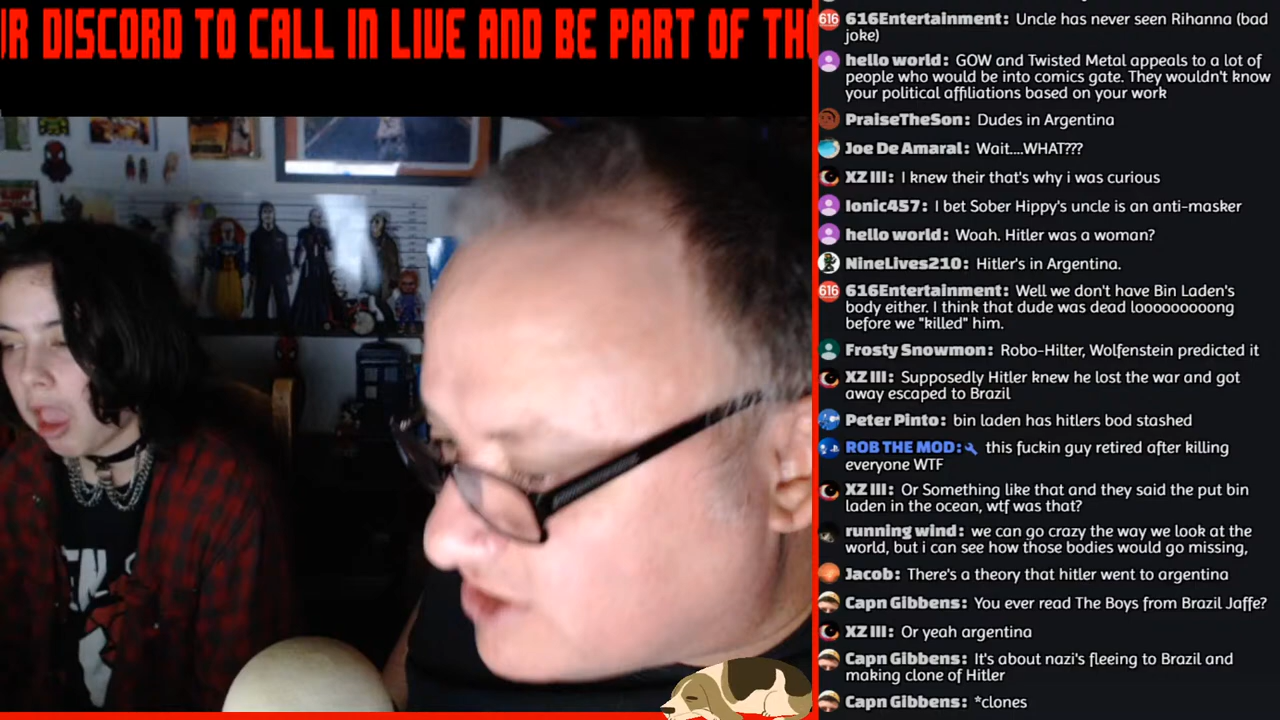 UR DISCORD TO CALL IN LIVE AND BE PART OF TH
616 616Entertainment: Uncle has never seen Rihanna (bad
joke)
hello world: GOW and Twisted Metal appeals to a lot of
people who would be into comics gate. They wouldn't know
your political affiliations based on your work
PraiseTheSon: Dudes in Argentina
Joe De Amaral: Wait....WHAT???
XZ III: I knew their that's why i was curious
Ionic457: I bet Sober Hippy's uncle is an anti-masker
hello world: Woah. Hitler was a woman?
NineLives210: Hitler's in Argentina.
616 616Entertainment: Well we don't have Bin Laden's
body either. I think that dude was dead looooooooong
before we "killed" him.
Frosty Snowmon: Robo-Hilter, Wolfenstein predicted it
XZ III: Supposedly Hitler knew he lost the war and got
away escaped to Brazil
Peter Pinto: bin laden has hitlers bod stashed
ROB THE MOD: this fuckin guy retired after killing
everyone WTF
XZ III: Or Something like that and they said the put bin
laden in the ocean, wtf was that?
running wind: we can go crazy the way we look at the
world, but i can see how those bodies would go missing,
Jacob: There's a theory that hitler went to argentina
Capn Gibbens: You ever read The Boys from Brazil Jaffe?
XZ III: Or yeah argentina
Capn Gibbens: It's about nazi's fleeing to Brazil and
making clone of Hitler
Capn Gibbens: *clones